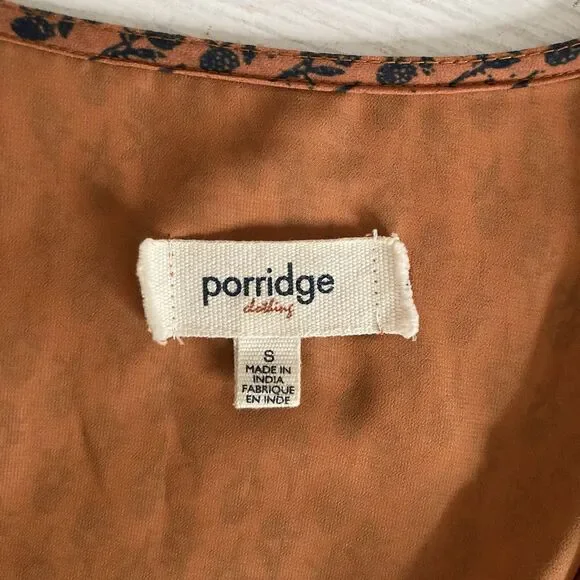 porridge
clothing
S
MADE IN
INDIA
FABRIQUE
EN INDE